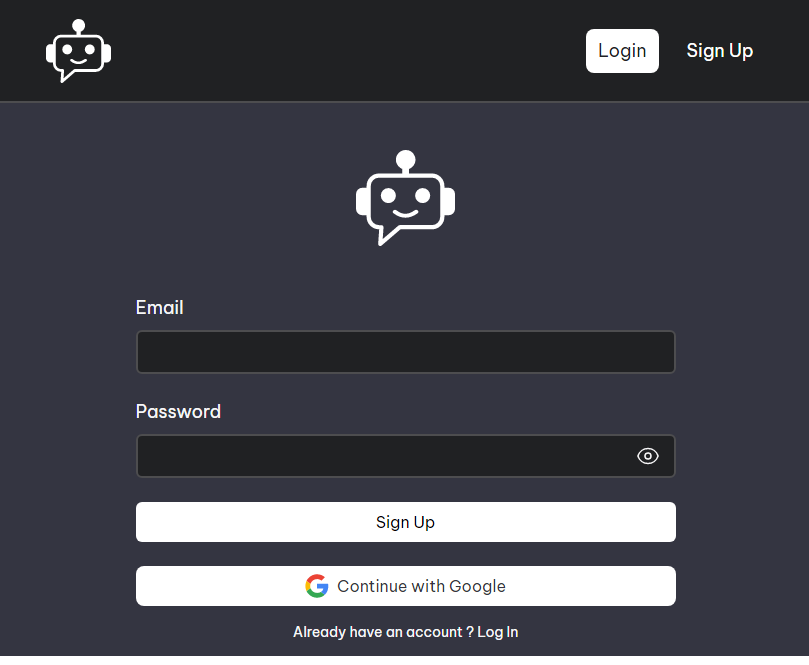 Login Sign Up
Email
Password
Sign Up
Continue with Google
Already have an account ? Log In